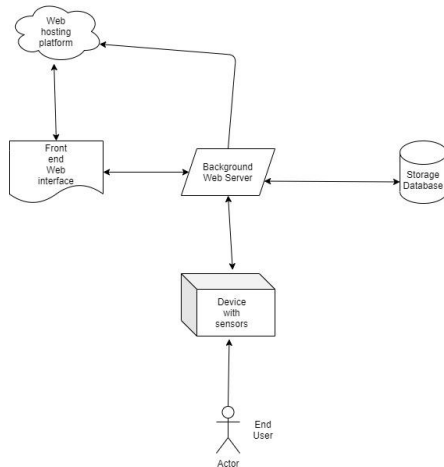 Web
hosting
platform
Front
end
Web
interface
Background
Web Server
Storage
Database
Device
with
sensors
End
User
Actor